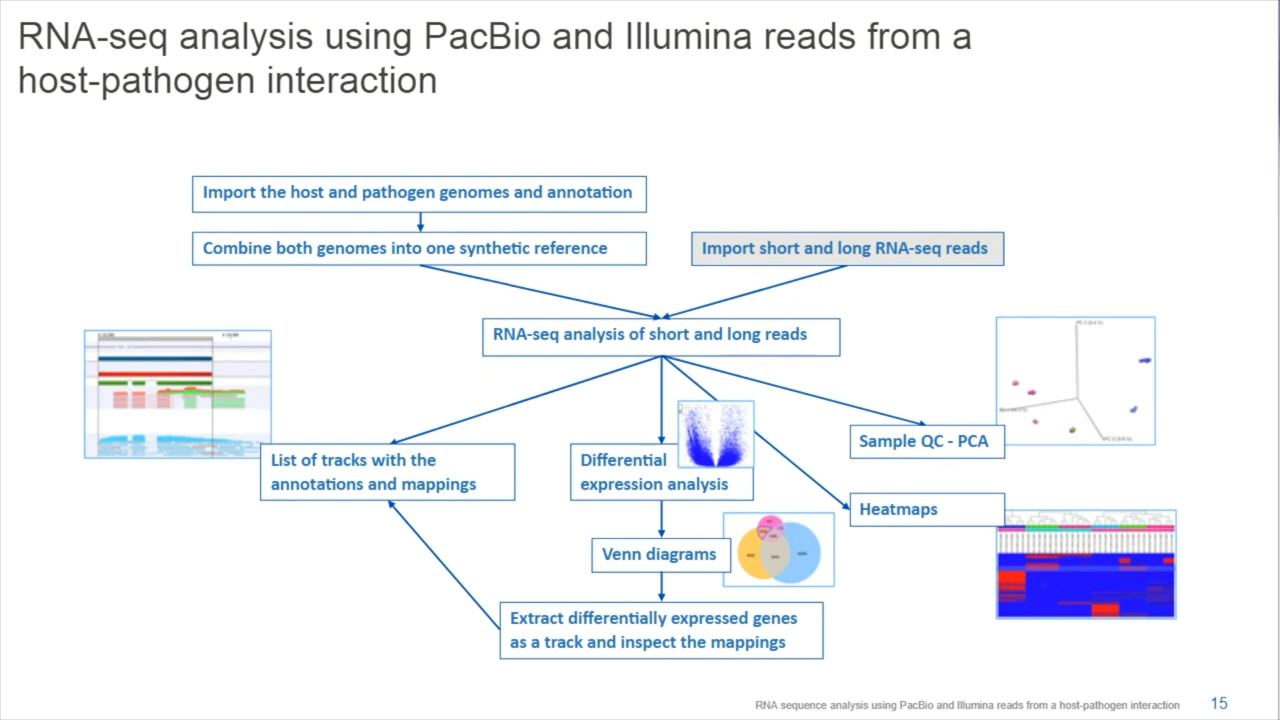 RNA-seq analysis using PacBio and Illumina reads from a
host-pathogen interaction
Import the host and pathogen genomes and annotation
Combine both genomes into one synthetic reference
Import short and long RNA-seq reads
RNA-seq analysis of short and long reads
List of tracks with the
annotations and mappings
Differential
expression analysis
Sample QC - PCA
Heatmaps
Venn diagrams
Extract differentially expressed genes
as a track and inspect the mappings
RNA sequence analysis using PacBio and Illumina reads from a host-pathogen interaction
15